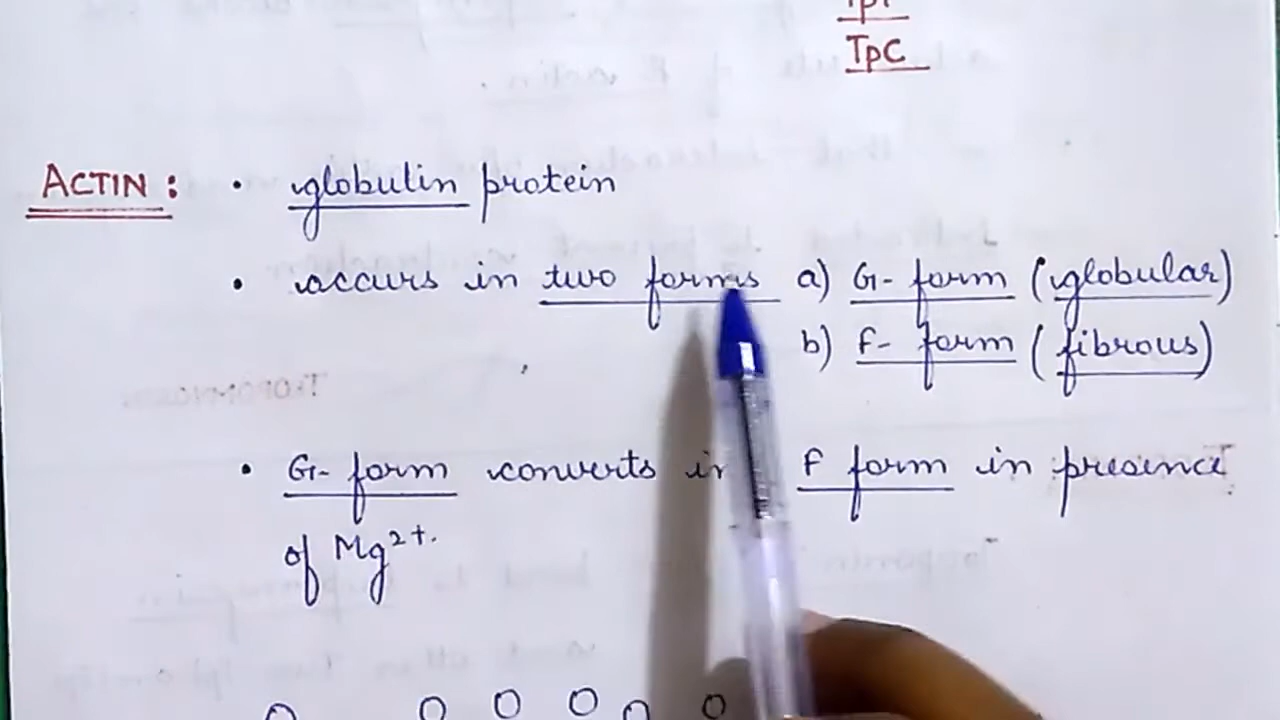 TpC
ACTIN : • globulin protein
• occurs in two forms a) G- form (globular)
b) F- form (fibrous)
• G- form converts in F form in presence
of Mg2+.